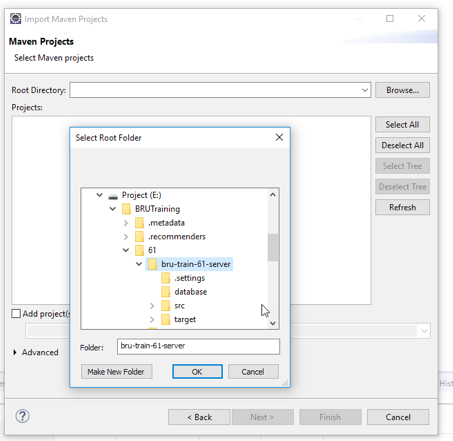 Import Maven Projects
Maven Projects
Select Maven projects
Root Directory:
Browse...
Projects:
Select All
Deselect All
Select Tree
Deselect Tree
Refresh
Select Root Folder
Project (E:)
BRUTraining
.metadata
.recommenders
61
bru-train-61-server
.settings
database
src
target
Folder: bru-train-61-server
Make New Folder OK Cancel
Add project(s
Advanced
Hist
< Back Next > Finish Cancel